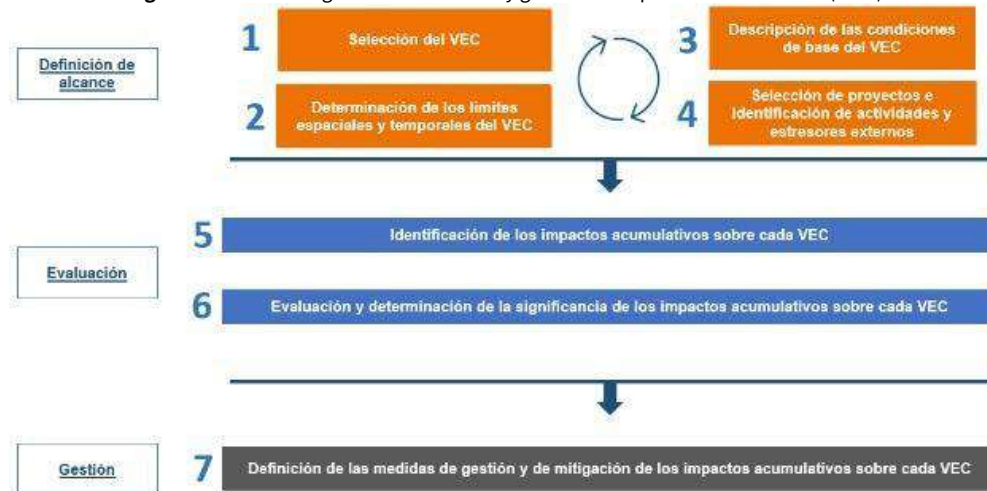 Definición de
alcance
1
Selección del VEC
2
Determinación de los límites
espaciales y temporales del VEC
3
Descripción de las condiciones
de base del VEC
4
Selección de proyectos e
identificación de actividades y
estresores externos
Evaluación
5
Identificación de los impactos acumulativos sobre cada VEC
6
Evaluación y determinación de la significancia de los impactos acumulativos sobre cada VEC
Gestión
7
Definición de las medidas de gestión y de mitigación de los impactos acumulativos sobre cada VEC